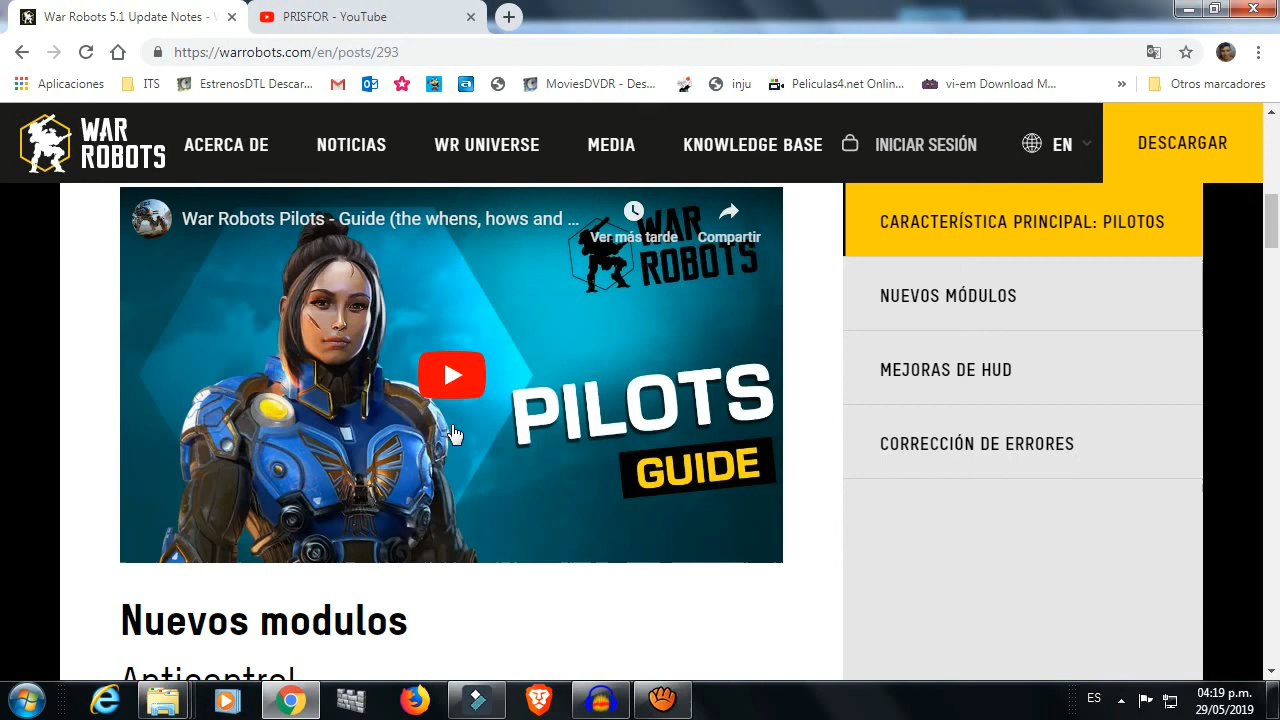 War Robots 5.1 Update Notes -
PRISFOR - YouTube
https://warrobots.com/en/posts/293
Aplicaciones
ITS
EstrenosDTL Descar...
MoviesDVDR - Des...
inju
Peliculas4.net Onlin...
vi-em Download M...
»
Otros marcadores
WAR
ROBOTS
ACERCA DE
NOTICIAS
WR UNIVERSE
MEDIA
KNOWLEDGE BASE
INICIAR SESIÓN
EN
DESCARGAR
War Robots Pilots - Guide (the whens, hows and ...
Ver más tarde
Compartir
WAR
ROBOTS
PILOTS
GUIDE
CARACTERÍSTICA PRINCIPAL: PILOTOS
NUEVOS MÓDULOS
MEJORAS DE HUD
CORRECCIÓN DE ERRORES
Nuevos modulos
Anticontrol
ES
04:19 p.m.
29/05/2019